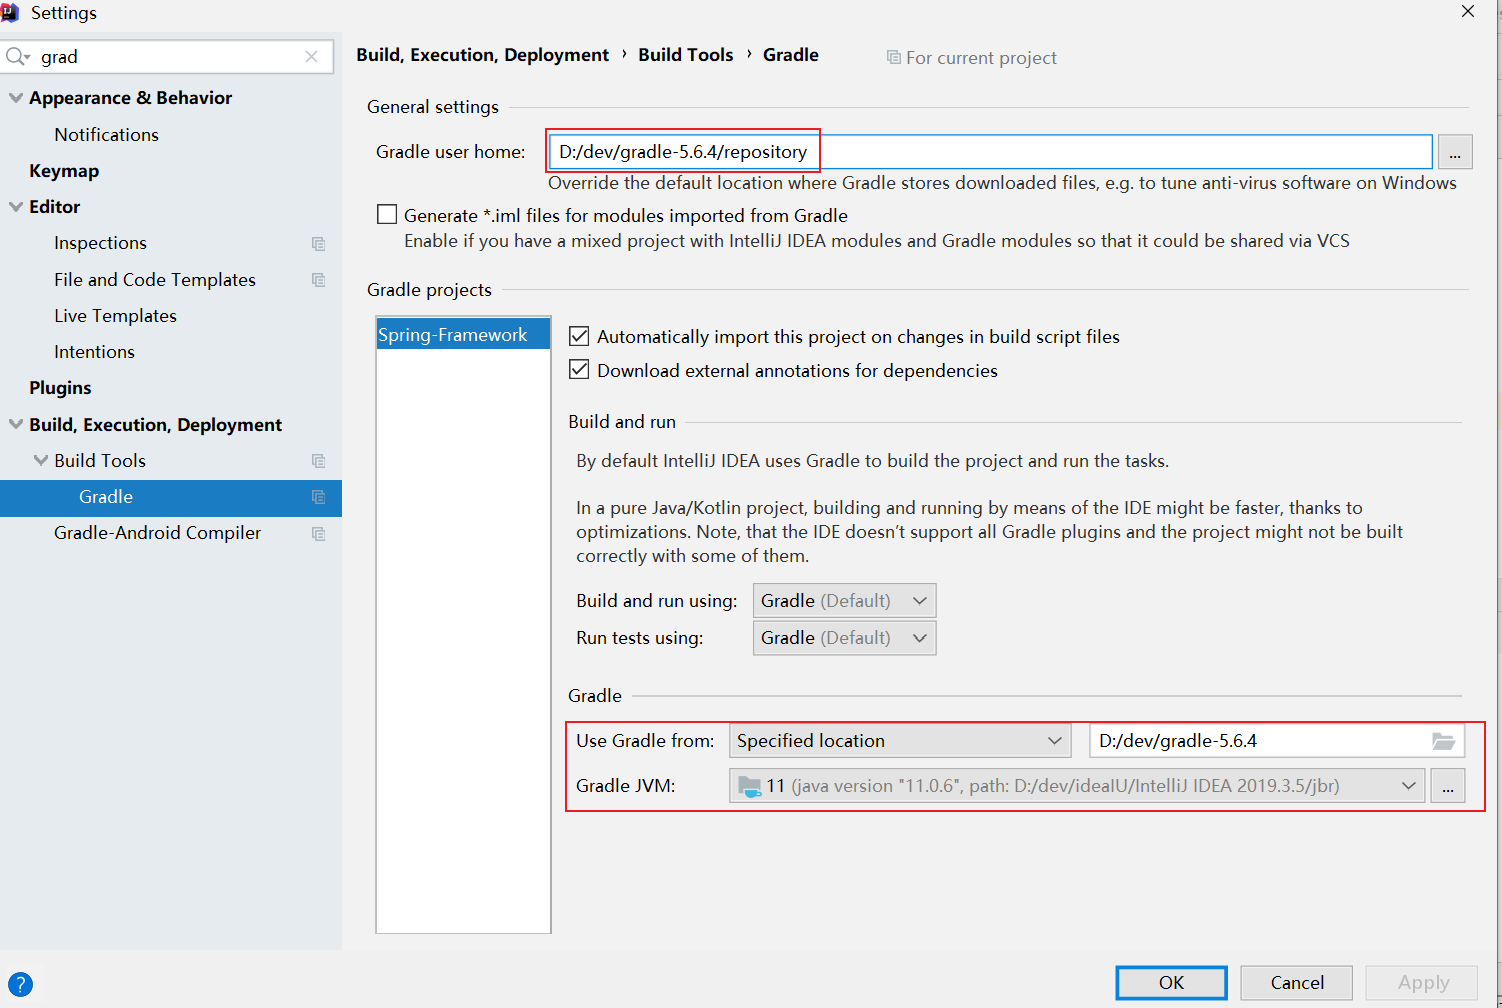 Settings
grad
Appearance & Behavior
Notifications
Keymap
Editor
Inspections
File and Code Templates
Live Templates
Intentions
Plugins
Build, Execution, Deployment
Build Tools
Gradle
Gradle-Android Compiler
Build, Execution, Deployment › Build Tools › Gradle
For current project
General settings
Gradle user home: D:/dev/gradle-5.6.4/repository ...
Override the default location where Gradle stores downloaded files, e.g. to tune anti-virus software on Windows
Generate *.iml files for modules imported from Gradle
Enable if you have a mixed project with IntelliJ IDEA modules and Gradle modules so that it could be shared via VCS
Gradle projects
Spring-Framework
Automatically import this project on changes in build script files
Download external annotations for dependencies
Build and run
By default IntelliJ IDEA uses Gradle to build the project and run the tasks.
In a pure Java/Kotlin project, building and running by means of the IDE might be faster, thanks to
optimizations. Note, that the IDE doesn't support all Gradle plugins and the project might not be built
correctly with some of them.
Build and run using: Gradle (Default)
Run tests using: Gradle (Default)
Gradle
Use Gradle from: Specified location D:/dev/gradle-5.6.4
Gradle JVM: 11 (java version "11.0.6", path: D:/dev/ideaIU/IntelliJ IDEA 2019.3.5/jbr) ...
?
OK Cancel Apply